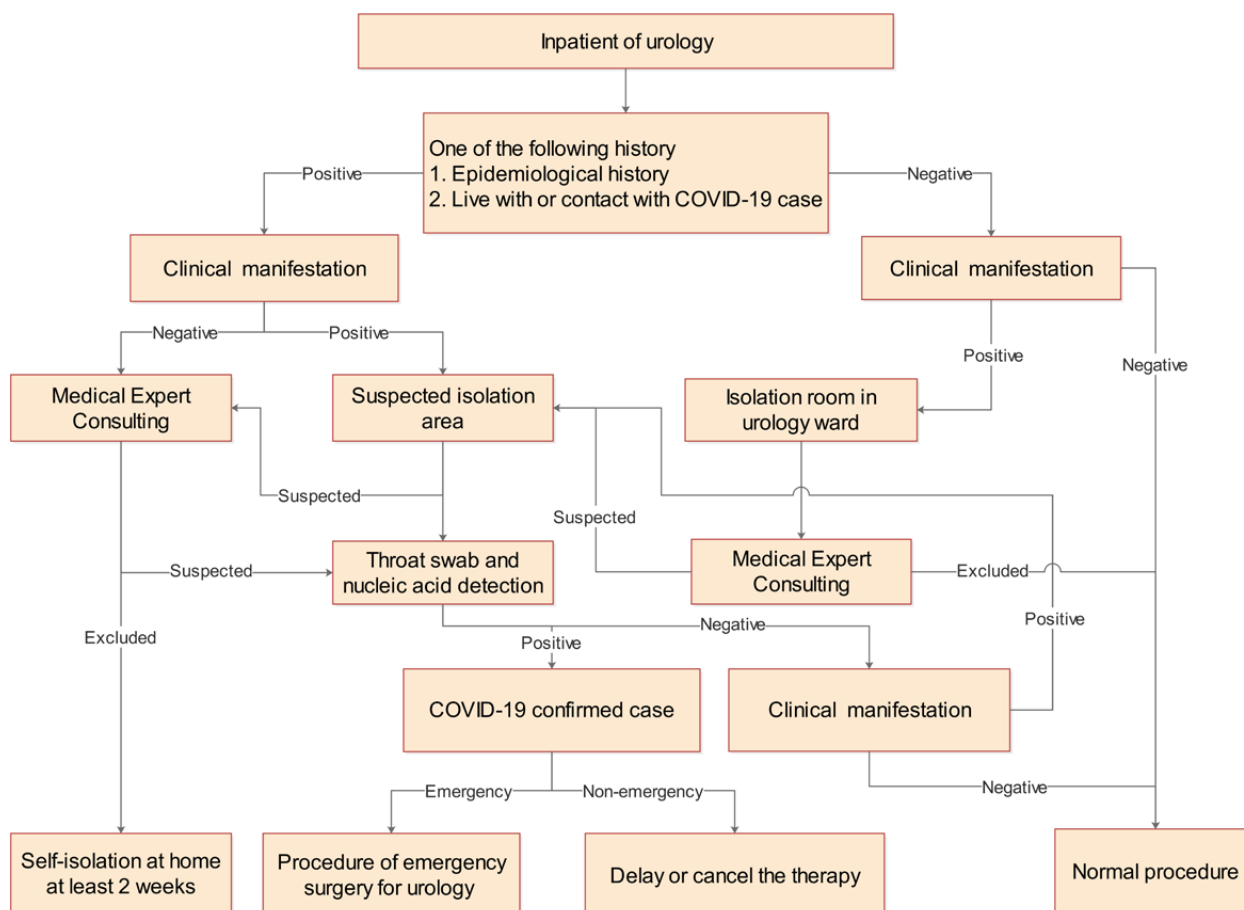 Inpatient of urology
One of the following history
1. Epidemiological history
2. Live with or contact with COVID-19 case
Positive
Negative
Clinical manifestation
Clinical manifestation
Negative
Positive
Positive
Negative
Medical Expert
Consulting
Suspected isolation
area
Isolation room in
urology ward
Suspected
Suspected
Throat swab and
nucleic acid detection
Medical Expert
Consulting
Suspected
Excluded
Excluded
Positive
Negative
Positive
COVID-19 confirmed case
Clinical manifestation
Emergency
Non-emergency
Negative
Self-isolation at home
at least 2 weeks
Procedure of emergency
surgery for urology
Delay or cancel the therapy
Normal procedure